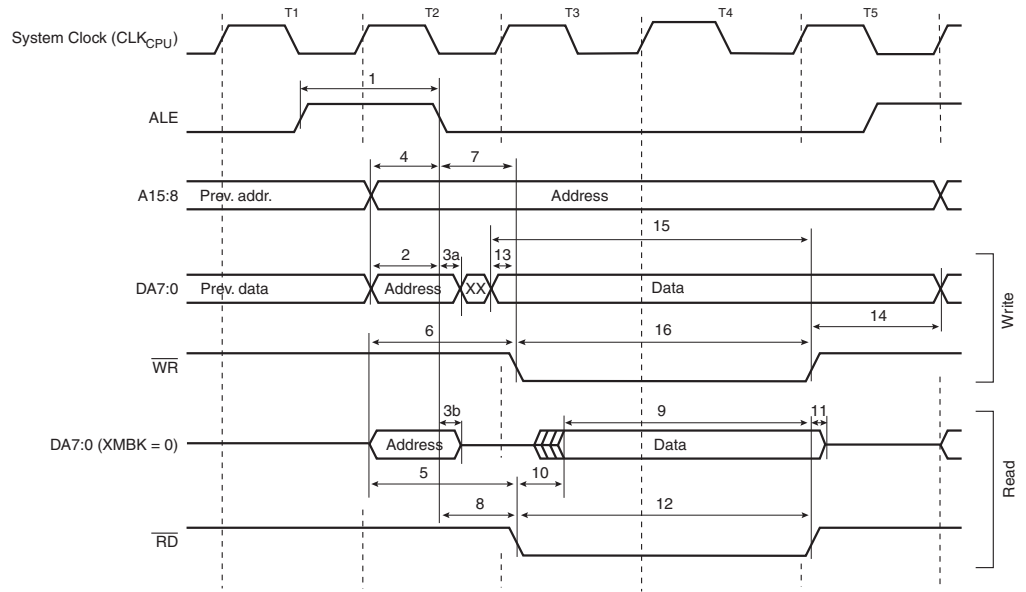 T1 T2 T3 T4 T5
System Clock (CLKCPU)
1
ALE
4 7
A15:8 Prev. addr. Address
15
2 3a 13
DA7:0 Prev. data Address XX Data
14
6 16
WR
Write
3b 9 11
DA7:0 (XMBK = 0) Address Data
5 10
8 12
RD
Read